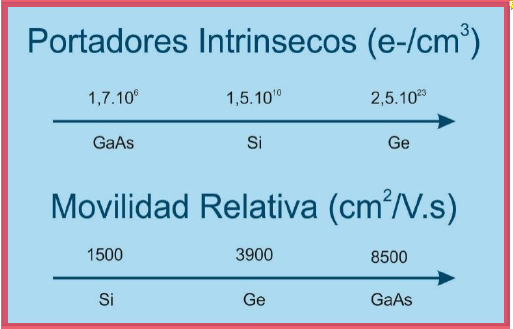 Portadores Intrinsecos (e-/cm³)
1,7.10⁶ 1,5.10¹⁰ 2,5.10²³
GaAs Si Ge
Movilidad Relativa (cm²/V.s)
1500 3900 8500
Si Ge GaAs